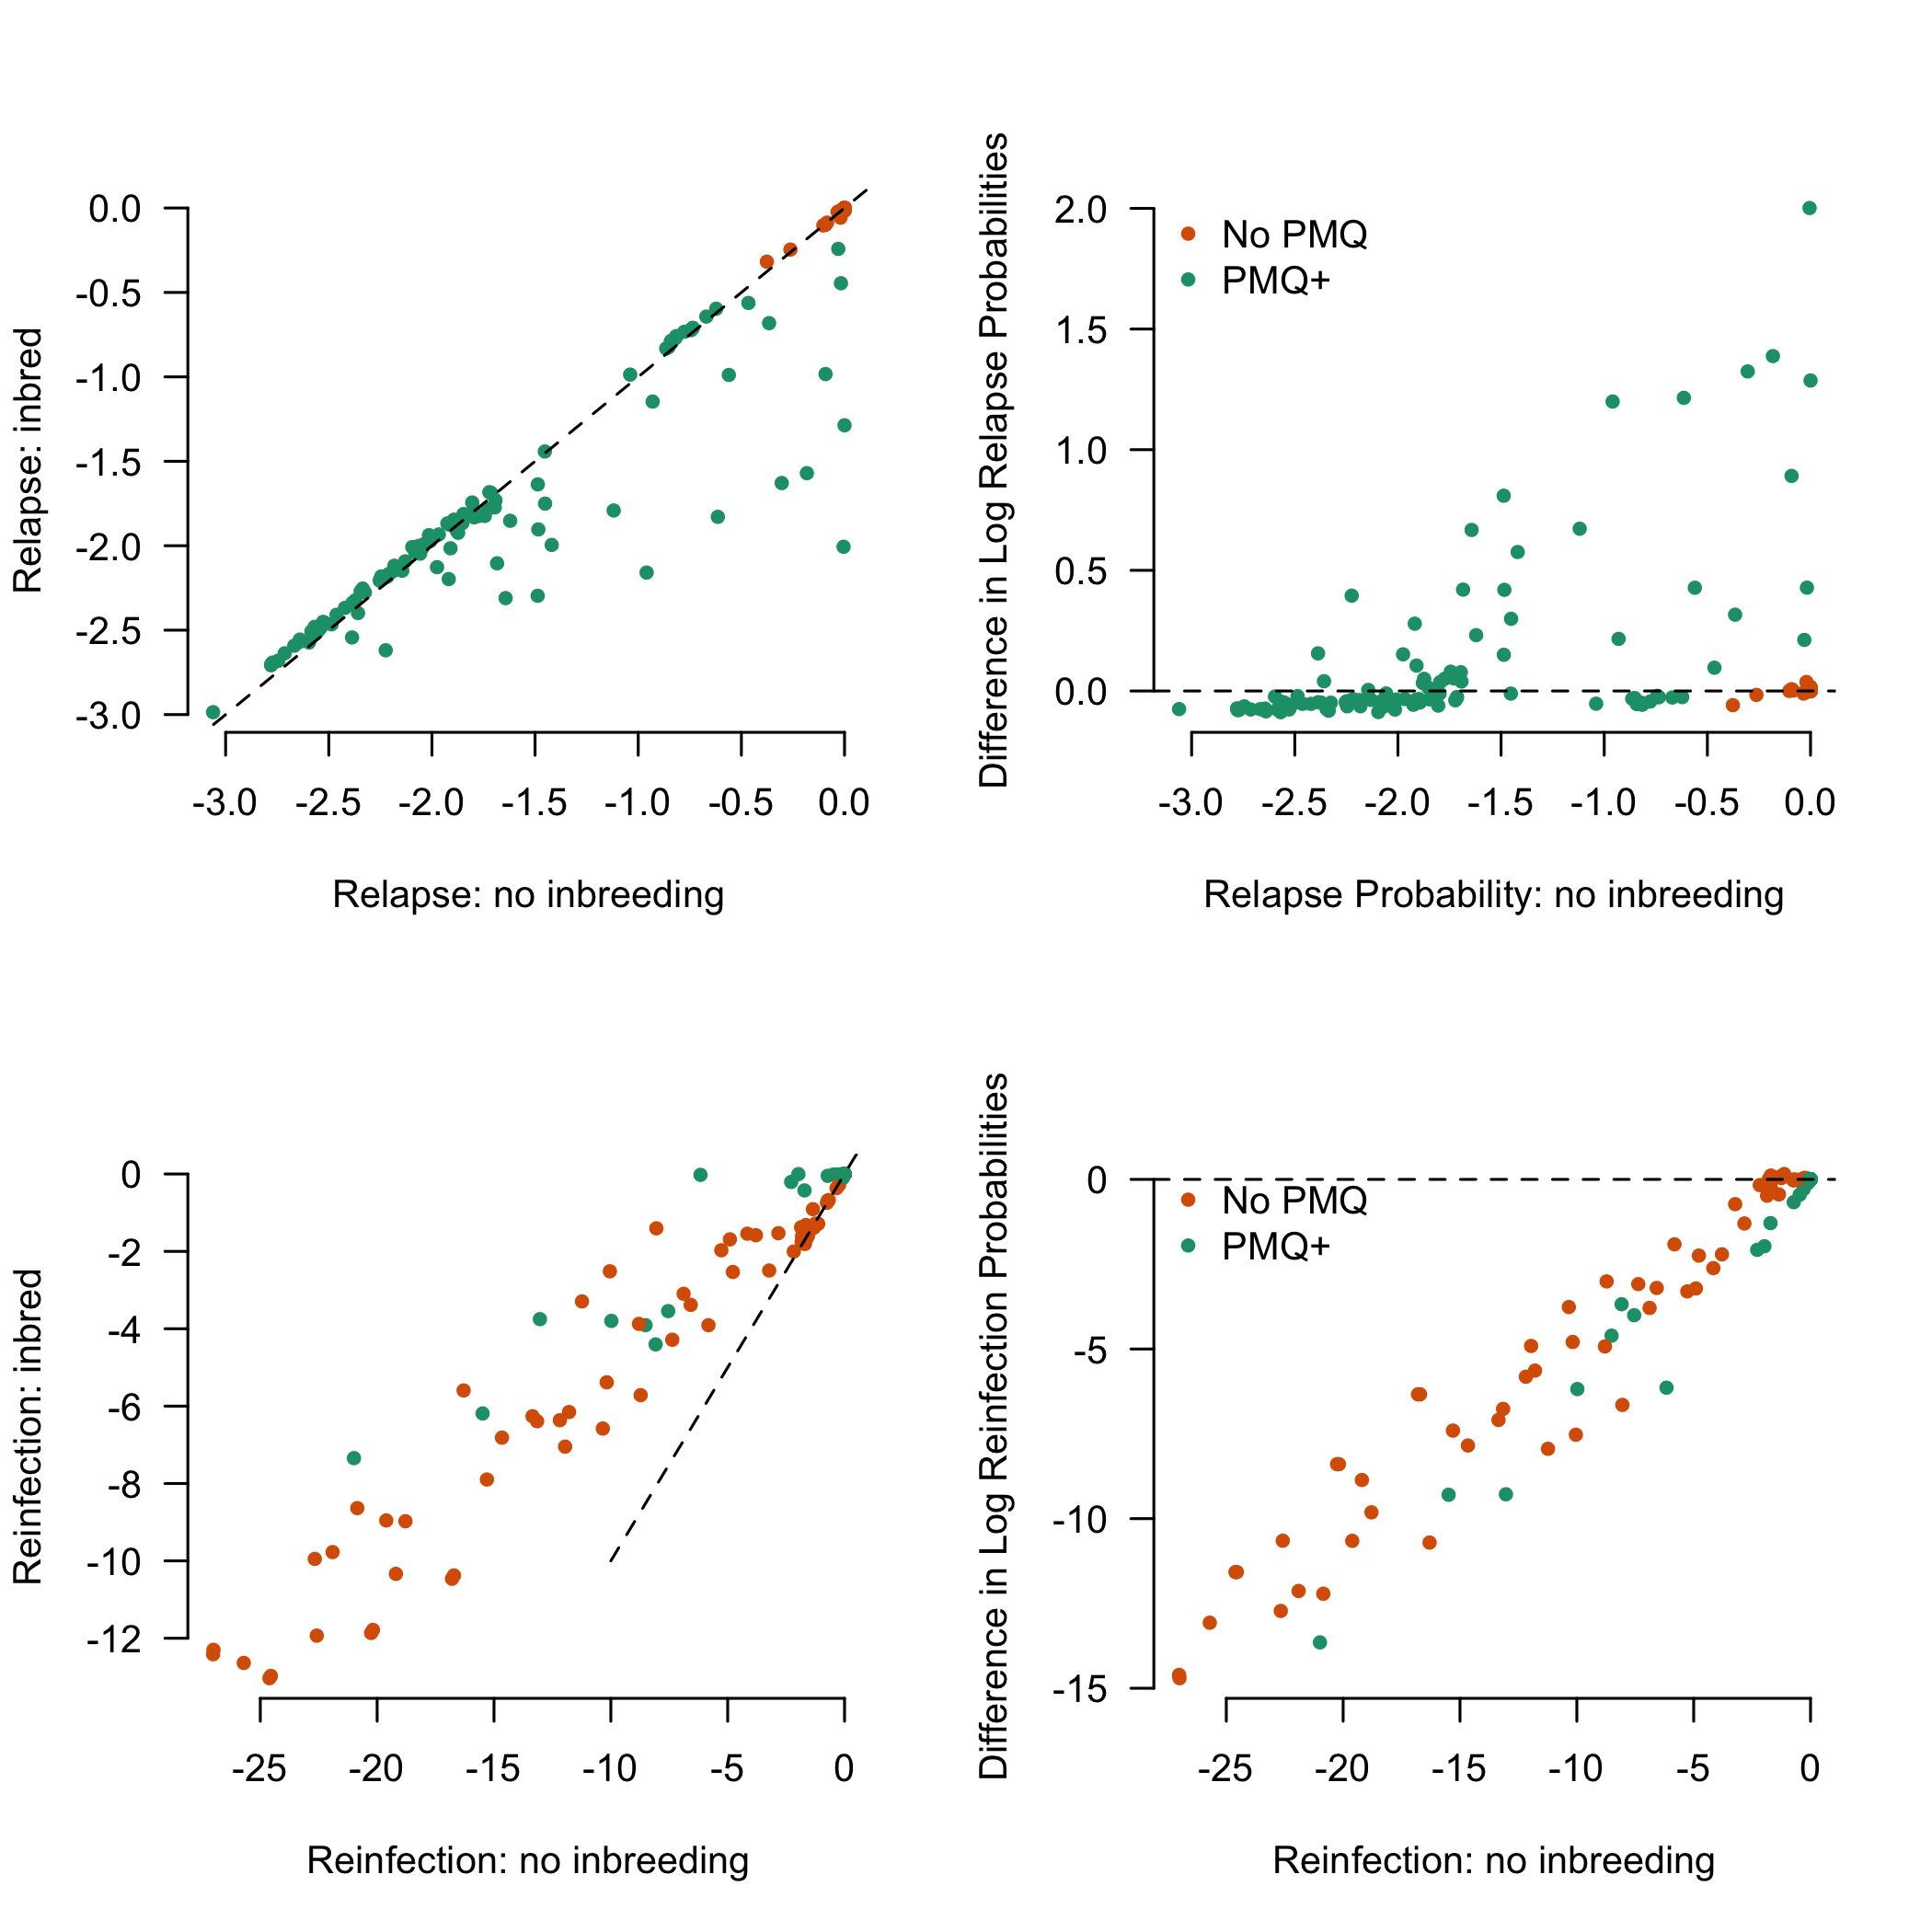 Relapse: inbred
0.0
-0.5
-1.0
-1.5
-2.0
-2.5
-3.0
-3.0 -2.5 -2.0 -1.5 -1.0 -0.5 0.0
Relapse: no inbreeding
Difference in Log Relapse Probabilities
2.0
1.5
1.0
0.5
0.0
No PMQ
PMQ+
-3.0 -2.5 -2.0 -1.5 -1.0 -0.5 0.0
Relapse Probability: no inbreeding
Reinfection: inbred
0
-2
-4
-6
-8
-10
-12
-25 -20 -15 -10 -5 0
Reinfection: no inbreeding
Difference in Log Reinfection Probabilities
0
-5
-10
-15
No PMQ
PMQ+
-25 -20 -15 -10 -5 0
Reinfection: no inbreeding